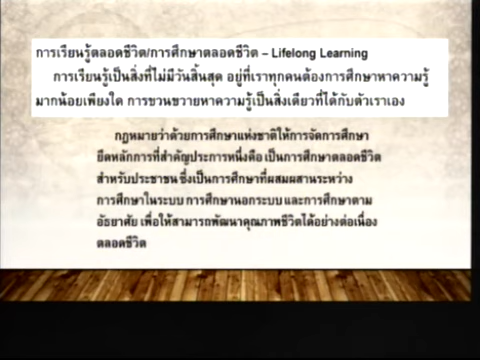 การเรียนรู้ตลอดชีวิต/การศึกษาตลอดชีวิต – Lifelong Learning
การเรียนรู้เป็นสิ่งที่ไม่มีวันสิ้นสุด อยู่ที่เราทุกคนต้องการศึกษาหาความรู้
มากน้อยเพียงใด การขวนขวายหาความรู้เป็นสิ่งเดียวที่ได้กับตัวเราเอง
กฎหมายว่าด้วยการศึกษาแห่งชาติให้การจัดการศึกษา
ยึดหลักการที่สำคัญประการหนึ่งคือ เป็นการศึกษาตลอดชีวิต
สำหรับประชาชน ซึ่งเป็นการศึกษาที่ผสมผสานระหว่าง
การศึกษาในระบบ การศึกษานอกระบบ และการศึกษาตาม
อัธยาศัย เพื่อให้สามารถพัฒนาคุณภาพชีวิตได้อย่างต่อเนื่อง
ตลอดชีวิต